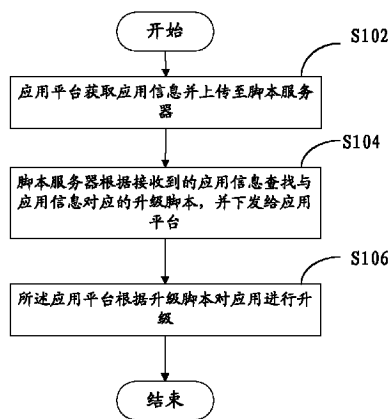 开始
S102
应用平台获取应用信息并上传至脚本服务
器
S104
脚本服务器根据接收到的应用信息查找与
应用信息对应的升级脚本，并下发给应用
平台
S106
所述应用平台根据升级脚本对应用进行升
级
结束